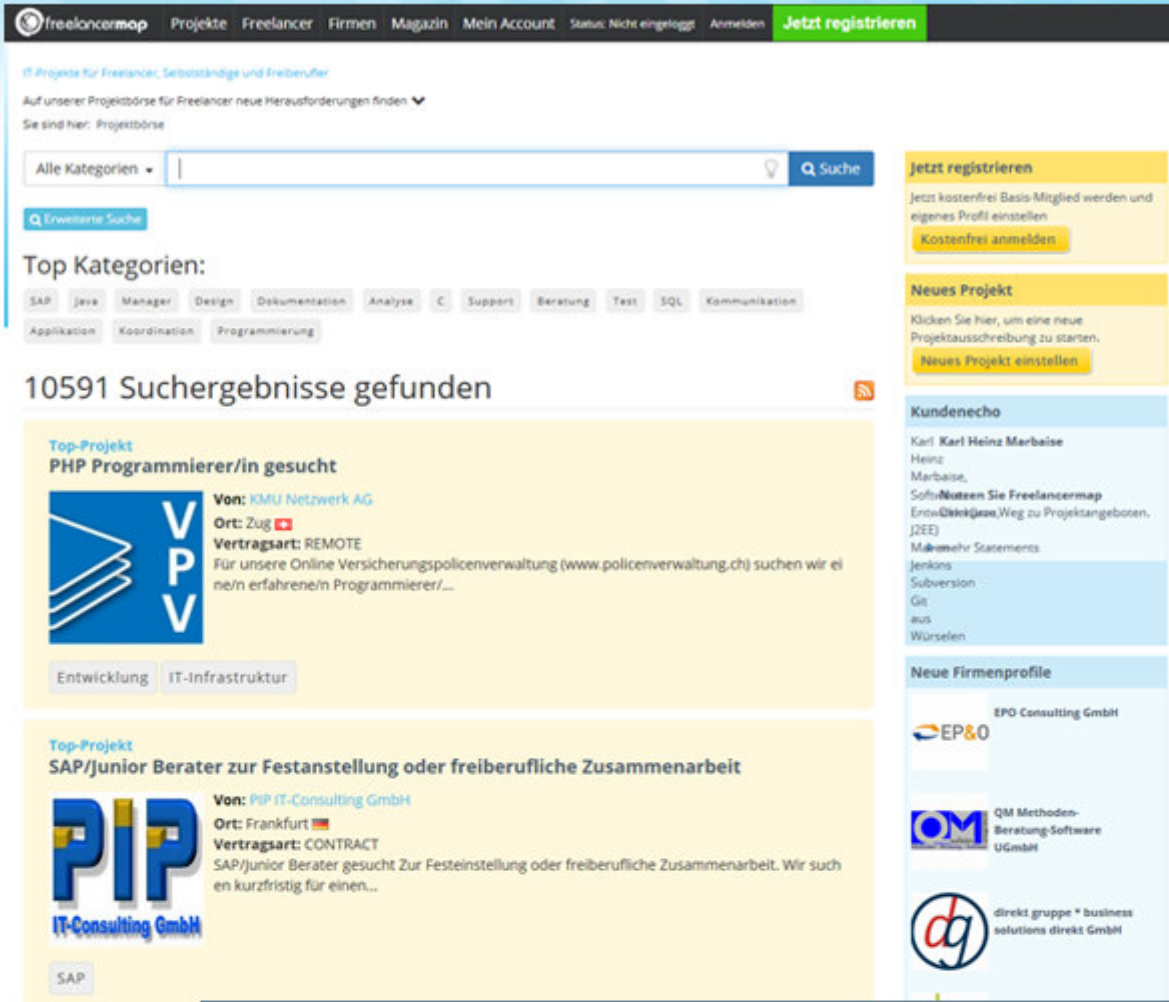 freelancermap Projekte Freelancer Firmen Magazin Mein Account Status: Nicht eingeloggt Anmelden Jetzt registrieren
IT-Projekte für Freelancer, Selbstständige und Freiberufler
Auf unserer Projektbörse für Freelancer neue Herausforderungen finden
Sie sind hier: Projektbörse
Alle Kategorien
Suche
Erweiterte Suche
Top Kategorien:
SAP Java Manager Design Dokumentation Analyse C Support Beratung Test SQL Kommunikation
Applikation Koordination Programmierung
10591 Suchergebnisse gefunden
Top-Projekt
PHP Programmierer/in gesucht
VPV
Von: KMU Netzwerk AG
Ort: Zug
Vertragsart: REMOTE
Für unsere Online Versicherungspolicenverwaltung (www.policenverwaltung.ch) suchen wir ei
ne/n erfahrene/n Programmierer/...
Entwicklung IT-Infrastruktur
Top-Projekt
SAP/Junior Berater zur Festanstellung oder freiberufliche Zusammenarbeit
PIP
IT-Consulting GmbH
Von: PIP IT-Consulting GmbH
Ort: Frankfurt
Vertragsart: CONTRACT
SAP/Junior Berater gesucht Zur Festeinstellung oder freiberufliche Zusammenarbeit. Wir such
en kurzfristig für einen...
SAP
Jetzt registrieren
Jetzt kostenfrei Basis-Mitglied werden und
eigenes Profil einstellen
Kostenfrei anmelden
Neues Projekt
Klicken Sie hier, um eine neue
Projektausschreibung zu starten.
Neues Projekt einstellen
Kundenecho
Karl Karl Heinz Marbaise
Heinz
Marbaise,
Nutzen Sie Freelancermap
Weg zu Projektangeboten.
J2EE)
mehr Statements
Jenkins
Subversion
Git
aus
Würselen
Neue Firmenprofile
EP&O
EPO Consulting GmbH
QM
QM Methoden-
Beratung-Software
UGmbH
dg
direkt gruppe * business
solutions direkt GmbH